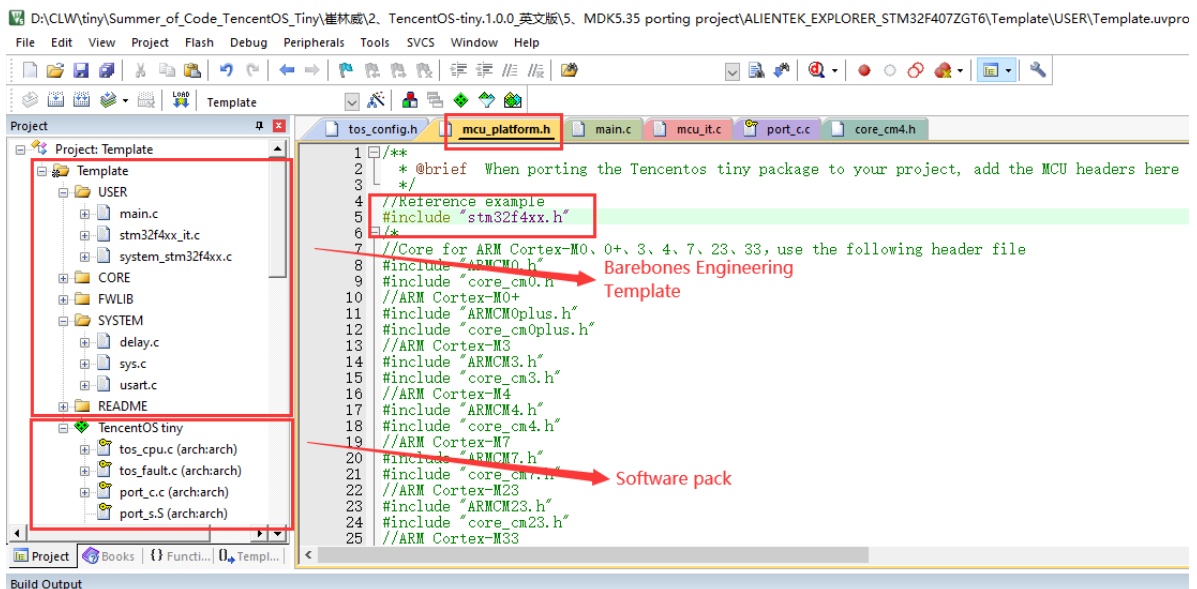 D:\CLW\tiny\Summer_of_Code_TencentOS_Tiny\崔林威\2、TencentOS-tiny.1.0.0_英文版\5、MDK5.35 porting project\ALIENTEK_EXPLORER_STM32F407ZGT6\Template\USER\Template.uvpro
File Edit View Project Flash Debug Peripherals Tools SVCS Window Help
LOAD
Template
Project
Project: Template
Template
USER
main.c
stm32f4xx_it.c
system_stm32f4xx.c
CORE
FWLIB
SYSTEM
delay.c
sys.c
usart.c
README
TencentOS tiny
tos_cpu.c (arch:arch)
tos_fault.c (arch:arch)
port_c.c (arch:arch)
port_s.S (arch:arch)
Project Books {} Functi... Templ...
tos_config.h mcu_platform.h main.c mcu_it.c port_c.c core_cm4.h
1 /**
2 * @brief When porting the Tencentos tiny package to your project, add the MCU headers here
3 */
4 //Reference example
5 #include "stm32f4xx.h"
6 /*
7 //Core for ARM Cortex-M0、0+、3、4、7、23、33，use the following header file
8 #include "ARMCM0.h"
9 #include "core_cm0.h"
10 //ARM Cortex-M0+
11 #include "ARMCM0plus.h"
12 #include "core_cm0plus.h"
13 //ARM Cortex-M3
14 #include "ARMCM3.h"
15 #include "core_cm3.h"
16 //ARM Cortex-M4
17 #include "ARMCM4.h"
18 #include "core_cm4.h"
19 //ARM Cortex-M7
20 #include "ARMCM7.h"
21 #include "core_cm7.h"
22 //ARM Cortex-M23
23 #include "ARMCM23.h"
24 #include "core_cm23.h"
25 //ARM Cortex-M33
Barebones Engineering
Template
Software pack
Build Output